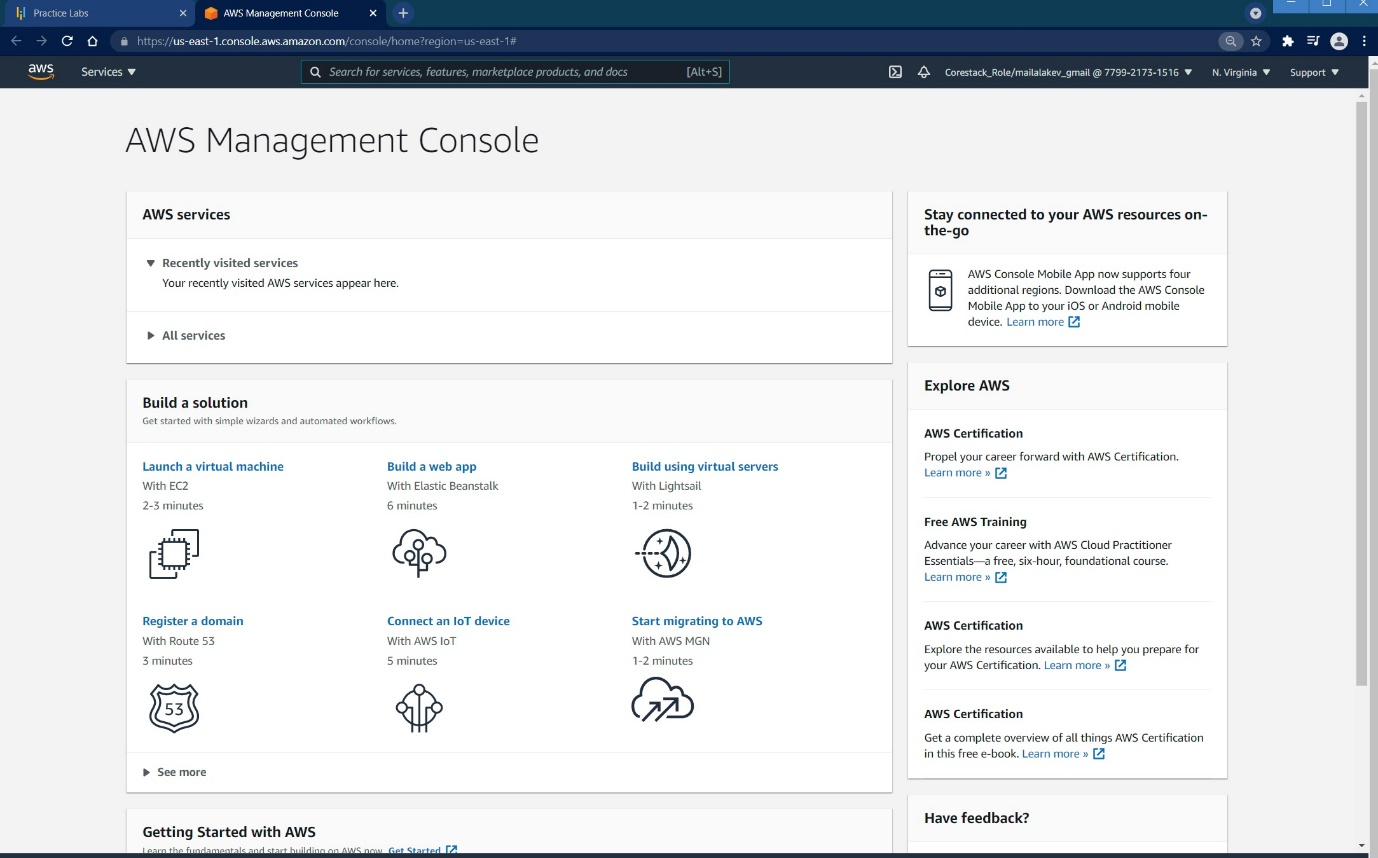 Practice Labs
AWS Management Console
https://us-east-1.console.aws.amazon.com/console/home?region=us-east-1#
aws
Services
Search for services, features, marketplace products, and docs
[Alt+S]
Corestack_Role/mailalakev_gmail @ 7799-2173-1516
N. Virginia
Support
AWS Management Console
AWS services
Recently visited services
Your recently visited AWS services appear here.
All services
Build a solution
Get started with simple wizards and automated workflows.
Launch a virtual machine
With EC2
2-3 minutes
Build a web app
With Elastic Beanstalk
6 minutes
Build using virtual servers
With Lightsail
1-2 minutes
Register a domain
With Route 53
3 minutes
53
Connect an IoT device
With AWS IoT
5 minutes
Start migrating to AWS
With AWS MGN
1-2 minutes
See more
Getting Started with AWS
Learn the fundamentals and start building on AWS now. Get Started
Stay connected to your AWS resources on-
the-go
AWS Console Mobile App now supports four
additional regions. Download the AWS Console
Mobile App to your iOS or Android mobile
device. Learn more
Explore AWS
AWS Certification
Propel your career forward with AWS Certification.
Learn more »
Free AWS Training
Advance your career with AWS Cloud Practitioner
Essentials—a free, six-hour, foundational course.
Learn more »
AWS Certification
Explore the resources available to help you prepare for
your AWS Certification. Learn more »
AWS Certification
Get a complete overview of all things AWS Certification
in this free e-book. Learn more »
Have feedback?